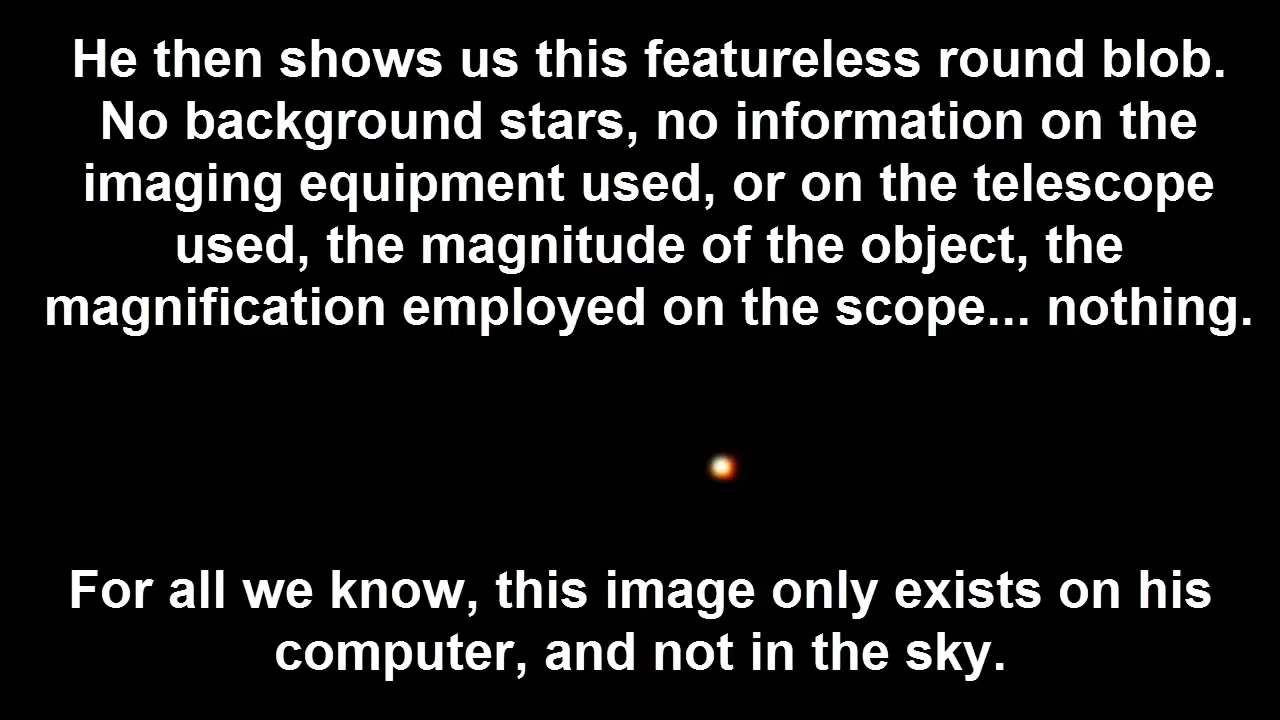 He then shows us this featureless round blob.
No background stars, no information on the
imaging equipment used, or on the telescope
used, the magnitude of the object, the
magnification employed on the scope... nothing.
For all we know, this image only exists on his
computer, and not in the sky.